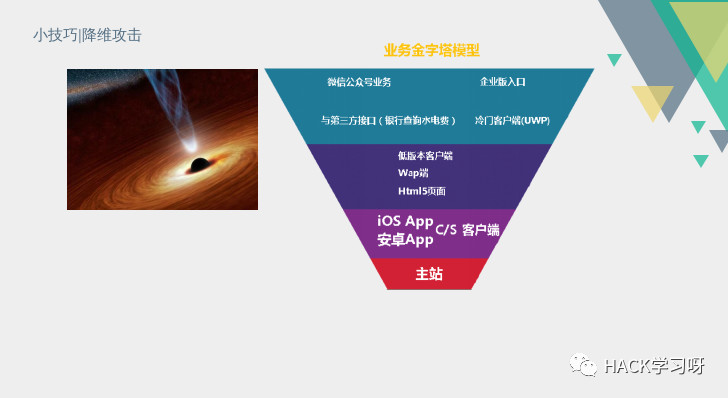 小技巧|降维攻击
业务金字塔模型
微信公众号业务 企业版入口
与第三方接口（银行查询水电费） 冷门客户端(UWP)
低版本客户端
Wap端
Html5页面
iOS App
安卓App
C/S 客户端
主站
HACK学习呀